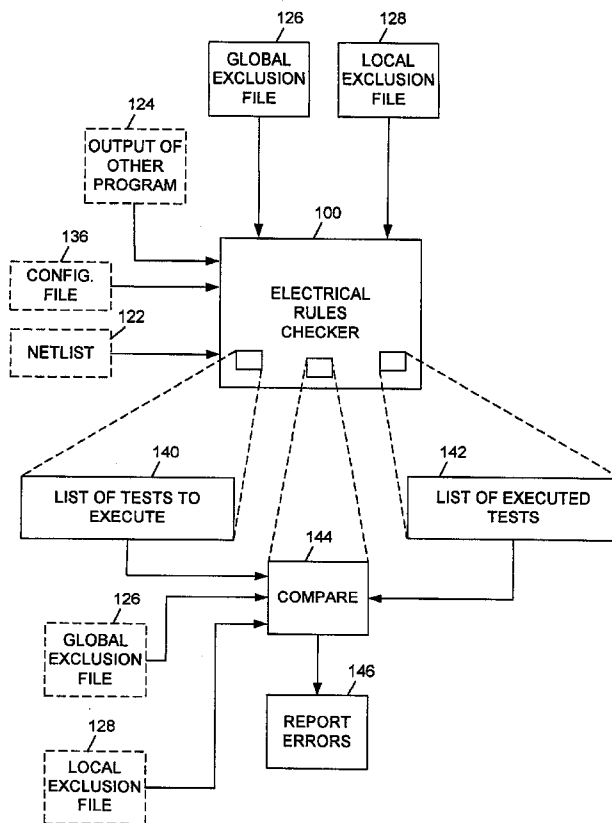 126
GLOBAL
EXCLUSION
FILE
128
LOCAL
EXCLUSION
FILE
124
OUTPUT OF
OTHER
PROGRAM
136
CONFIG.
FILE
122
NETLIST
100
ELECTRICAL
RULES
CHECKER
140
LIST OF TESTS TO
EXECUTE
142
LIST OF EXECUTED
TESTS
144
COMPARE
126
GLOBAL
EXCLUSION
FILE
128
LOCAL
EXCLUSION
FILE
146
REPORT
ERRORS